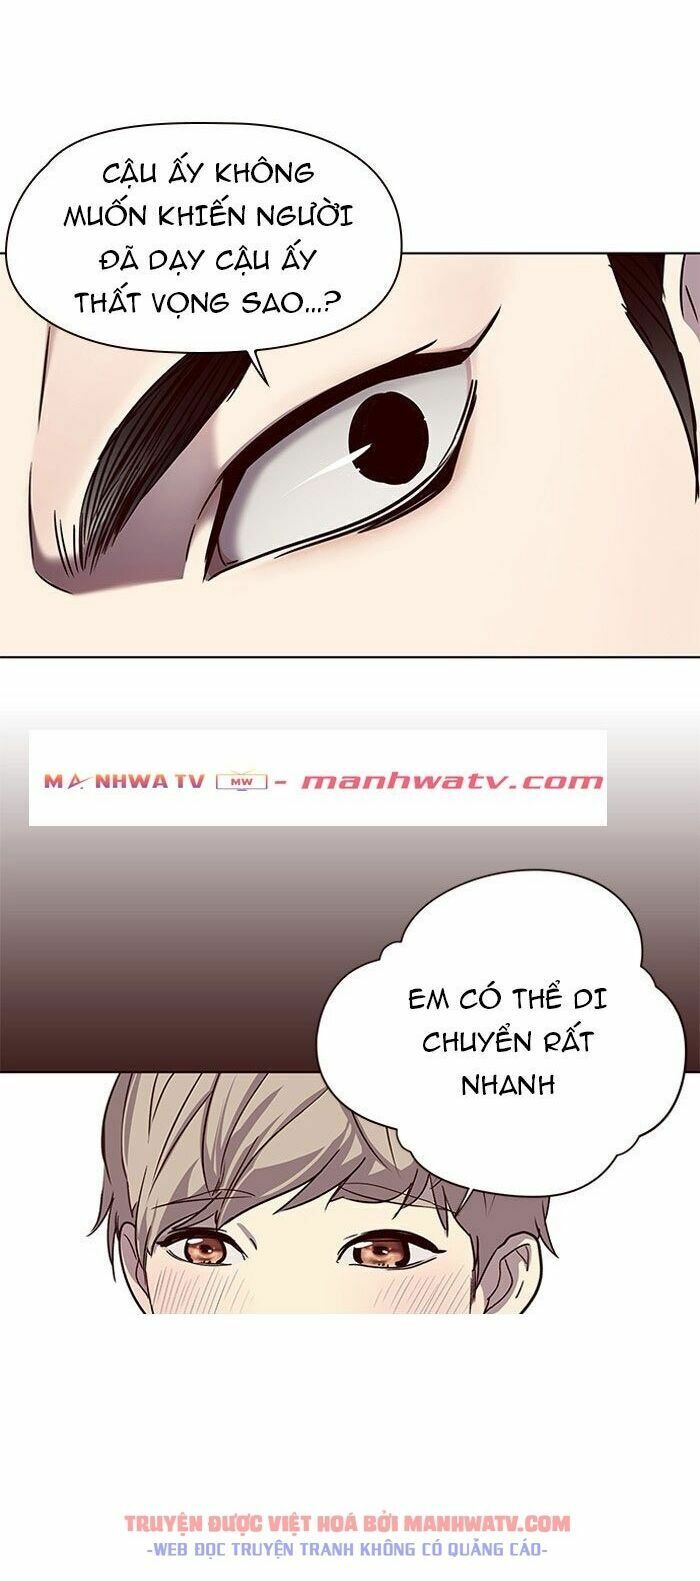 CẬU ẤY KHÔNG
MUỐN KHIẾN NGƯỜI
ĐÃ DẠY CẬU ẤY
THẤT VỌNG SAO...?
MANHWA TV MW - manhwatv.com
EM CÓ THỂ DI
CHUYỂN RẤT
NHANH
TRUYỆN ĐƯỢC VIỆT HOÁ BỞI MANHWATV.COM
-WEB ĐỌC TRUYỆN TRANH KHÔNG CÓ QUẢNG CÁO-